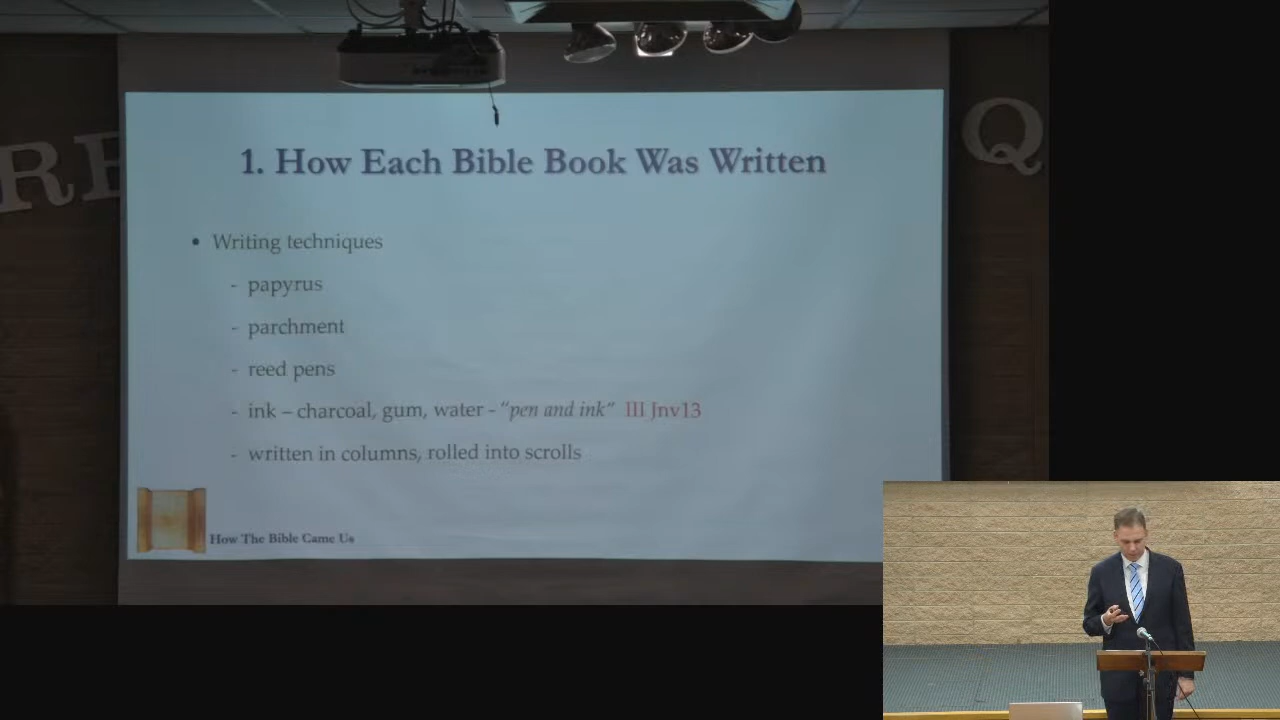 RE
Q
1. How Each Bible Book Was Written
• Writing techniques
- papyrus
- parchment
- reed pens
- ink – charcoal, gum, water - “pen and ink” III Jnv13
- written in columns, rolled into scrolls
How The Bible Came Us